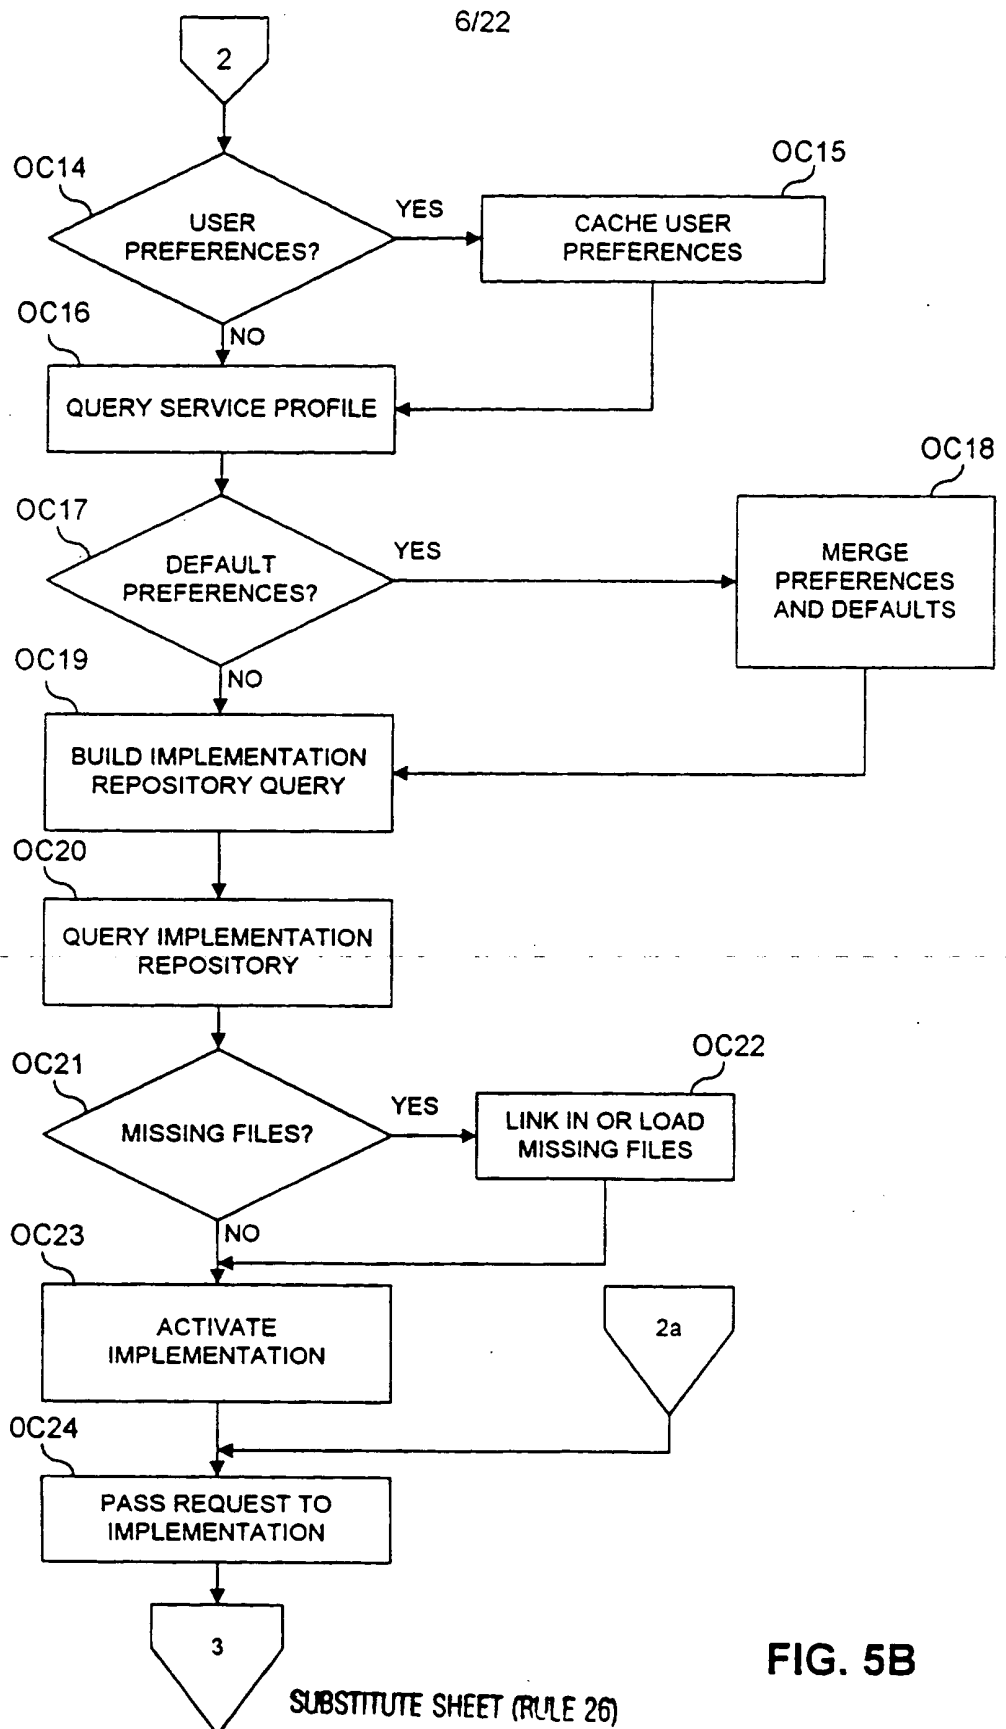 6/22
2
OC14
USER
PREFERENCES?
YES
OC15
CACHE USER
PREFERENCES
NO
OC16
QUERY SERVICE PROFILE
OC17
DEFAULT
PREFERENCES?
YES
OC18
MERGE
PREFERENCES
AND DEFAULTS
NO
OC19
BUILD IMPLEMENTATION
REPOSITORY QUERY
OC20
QUERY IMPLEMENTATION
REPOSITORY
OC21
MISSING FILES?
YES
OC22
LINK IN OR LOAD
MISSING FILES
NO
OC23
ACTIVATE
IMPLEMENTATION
2a
OC24
PASS REQUEST TO
IMPLEMENTATION
3
FIG. 5B
SUBSTITUTE SHEET (RULE 26)